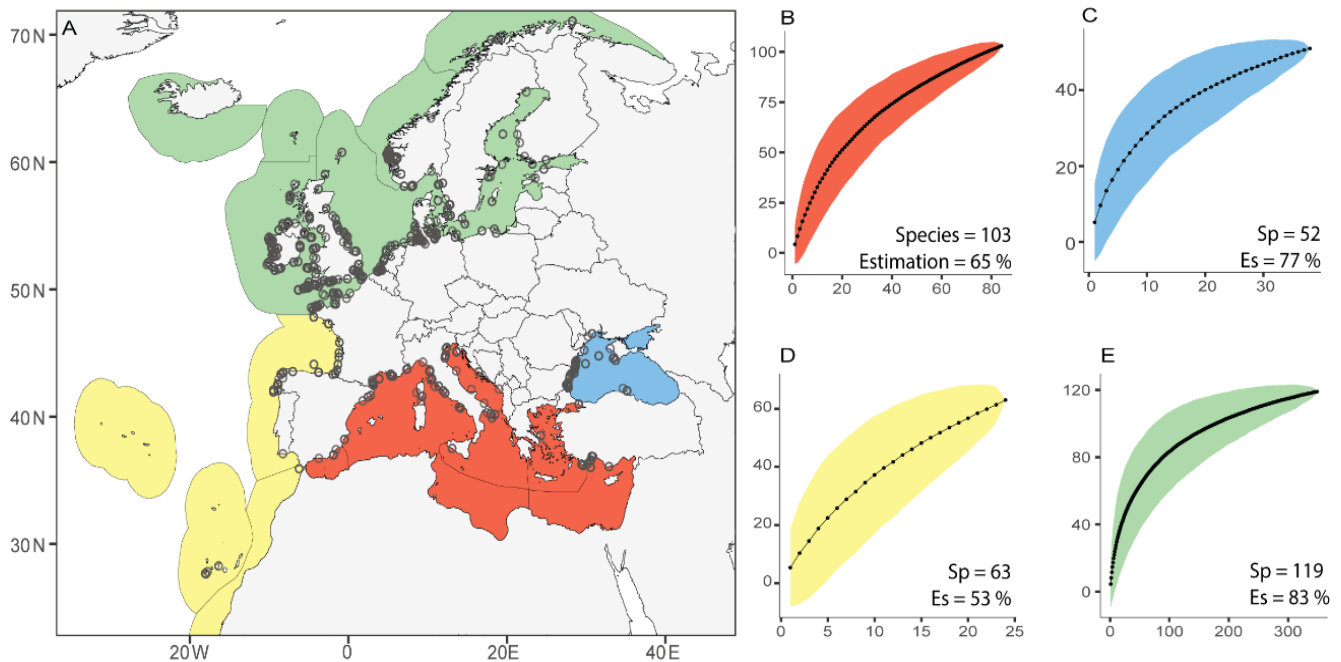 A
70N
60N
50N
40N
30N
20W
0
20E
40E
B
100
75
50
25
0
Species = 103
Estimation = 65 %
0
20
40
60
80
C
40
20
0
Sp = 52
Es = 77 %
0
10
20
30
D
60
40
20
0
Sp = 63
Es = 53 %
0
5
10
15
20
25
E
120
80
40
0
Sp = 119
Es = 83 %
0
100
200
300